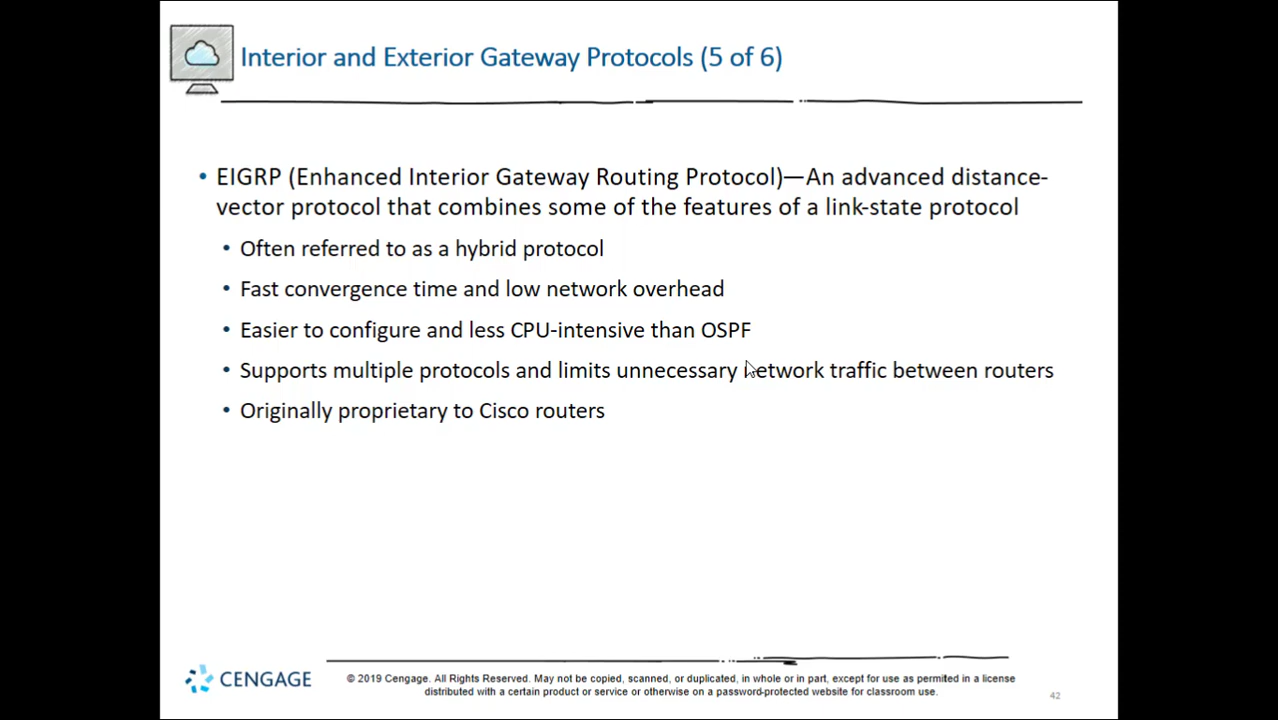 Interior and Exterior Gateway Protocols (5 of 6)
• EIGRP (Enhanced Interior Gateway Routing Protocol)—An advanced distance-
vector protocol that combines some of the features of a link-state protocol
• Often referred to as a hybrid protocol
• Fast convergence time and low network overhead
• Easier to configure and less CPU-intensive than OSPF
• Supports multiple protocols and limits unnecessary network traffic between routers
• Originally proprietary to Cisco routers
CENGAGE
© 2019 Cengage. All Rights Reserved. May not be copied, scanned, or duplicated, in whole or in part, except for use as permitted in a license
distributed with a certain product or service or otherwise on a password-protected website for classroom use.
42